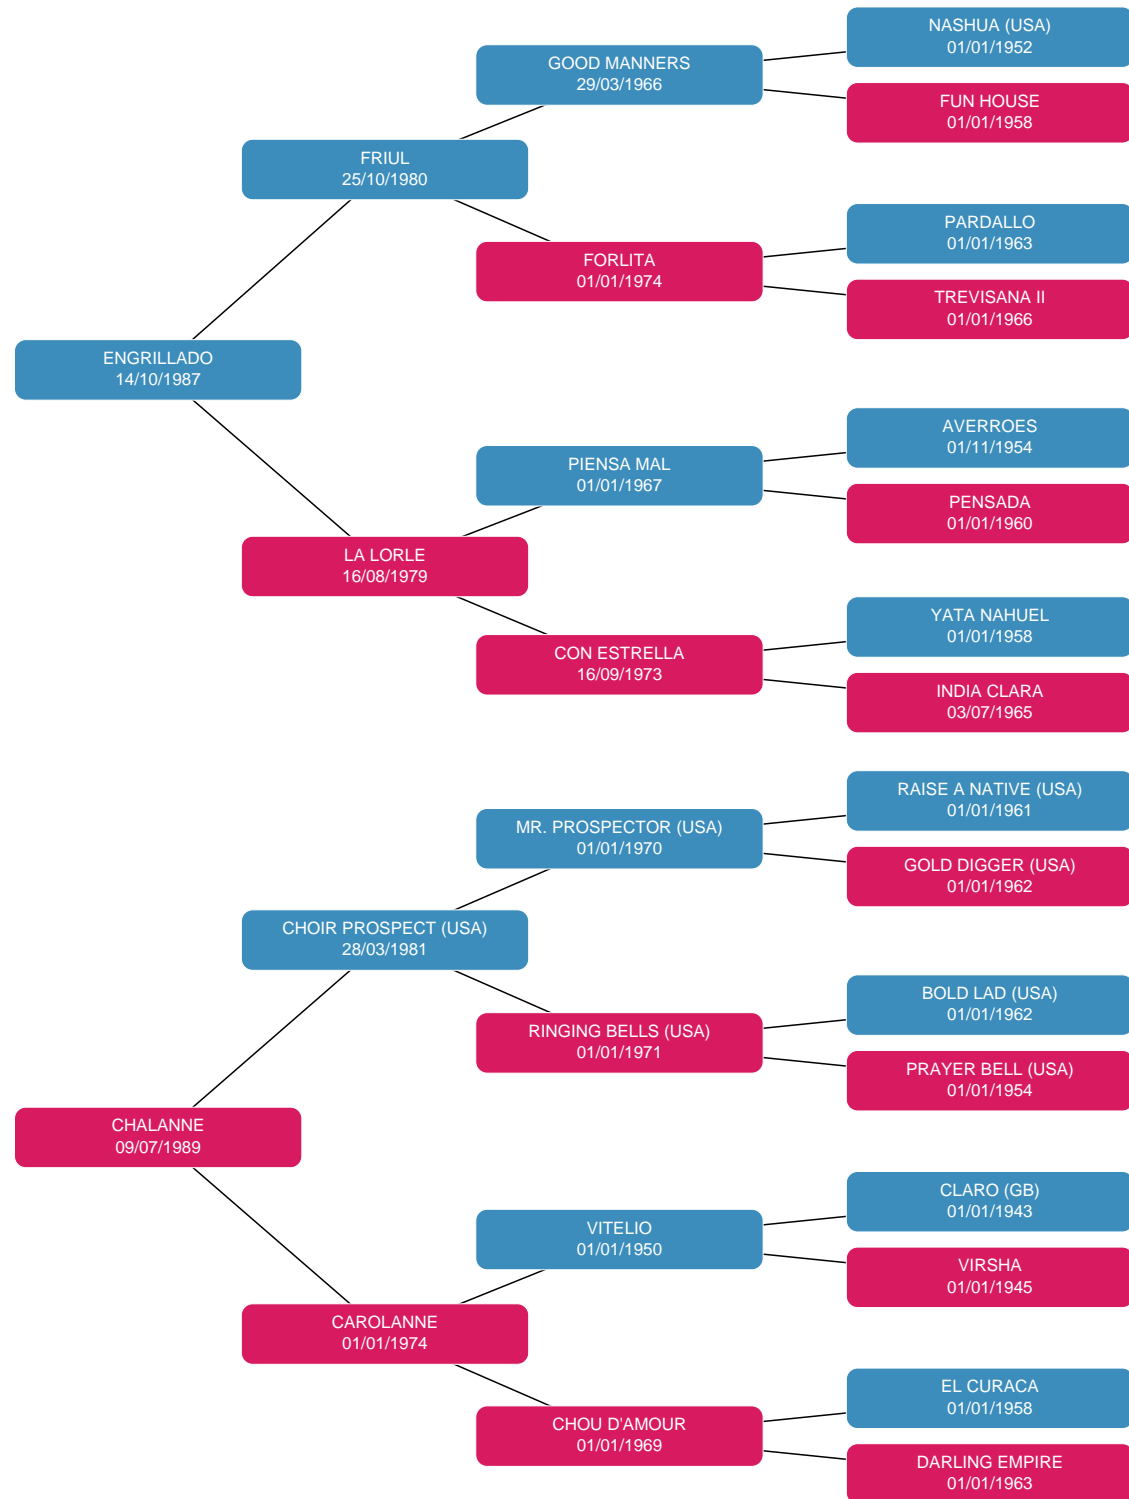 NASHUA (USA)
01/01/1952
GOOD MANNERS
29/03/1966
FUN HOUSE
01/01/1958
FRIUL
25/10/1980
PARDALLO
01/01/1963
FORLITA
01/01/1974
TREVISANA II
01/01/1966
ENGRILLADO
14/10/1987
AVERROES
01/11/1954
PIENSA MAL
01/01/1967
PENSADA
01/01/1960
LA LORLE
16/08/1979
YATA NAHUEL
01/01/1958
CON ESTRELLA
16/09/1973
INDIA CLARA
03/07/1965
RAISE A NATIVE (USA)
01/01/1961
MR. PROSPECTOR (USA)
01/01/1970
GOLD DIGGER (USA)
01/01/1962
CHOIR PROSPECT (USA)
28/03/1981
BOLD LAD (USA)
01/01/1962
RINGING BELLS (USA)
01/01/1971
PRAYER BELL (USA)
01/01/1954
CHALANNE
09/07/1989
CLARO (GB)
01/01/1943
VITELIO
01/01/1950
VIRSHA
01/01/1945
CAROLANNE
01/01/1974
EL CURACA
01/01/1958
CHOU D'AMOUR
01/01/1969
DARLING EMPIRE
01/01/1963